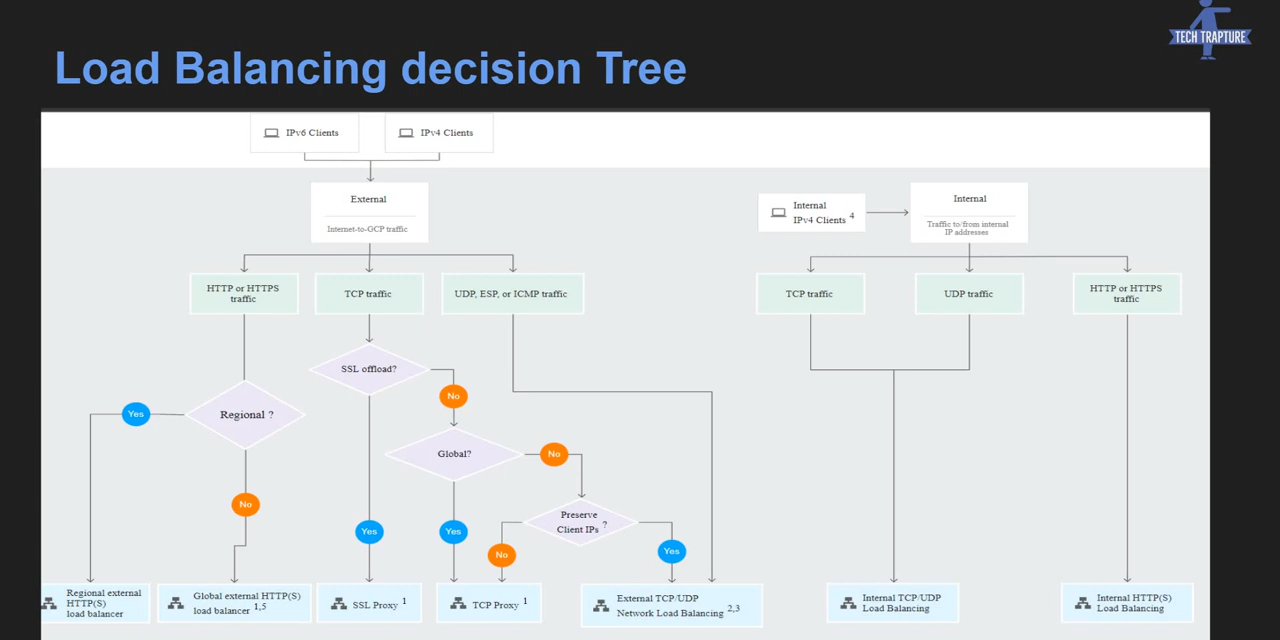 TECH TRAPTURE
Load Balancing decision Tree
IPv6 Clients
IPv4 Clients
External
Internet-to-GCP traffic
Internal
IPv4 Clients 4
Internal
Traffic to/from internal
IP addresses
HTTP or HTTPS
traffic
TCP traffic
UDP, ESP, or ICMP traffic
TCP traffic
UDP traffic
HTTP or HTTPS
traffic
SSL offload?
No
Yes
Regional ?
Global?
No
No
Preserve
Client IPs ?
Yes
Yes
No
Yes
Regional external
HTTP(S)
load balancer
Global external HTTP(S)
load balancer 1,5
SSL Proxy 1
TCP Proxy 1
External TCP/UDP
Network Load Balancing 2,3
Internal TCP/UDP
Load Balancing
Internal HTTP(S)
Load Balancing